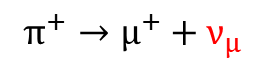 π⁺ → μ⁺ + ν_μ